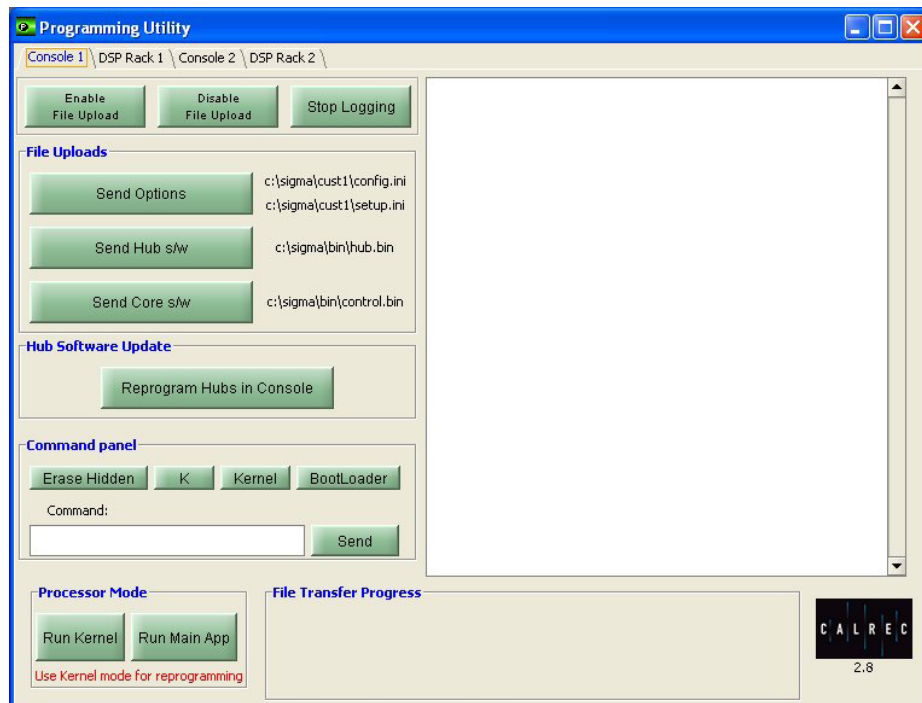 Programming Utility
Console 1 DSP Rack 1 Console 2 DSP Rack 2
Enable
File Upload
Disable
File Upload
Stop Logging
File Uploads
Send Options
c:\sigma\cust1\config.ini
c:\sigma\cust1\setup.ini
Send Hub s/w
c:\sigma\bin\hub.bin
Send Core s/w
c:\sigma\bin\control.bin
Hub Software Update
Reprogram Hubs in Console
Command panel
Erase Hidden K Kernel BootLoader
Command:
Send
Processor Mode
Run Kernel Run Main App
Use Kernel mode for reprogramming
File Transfer Progress
CALREC
2.8